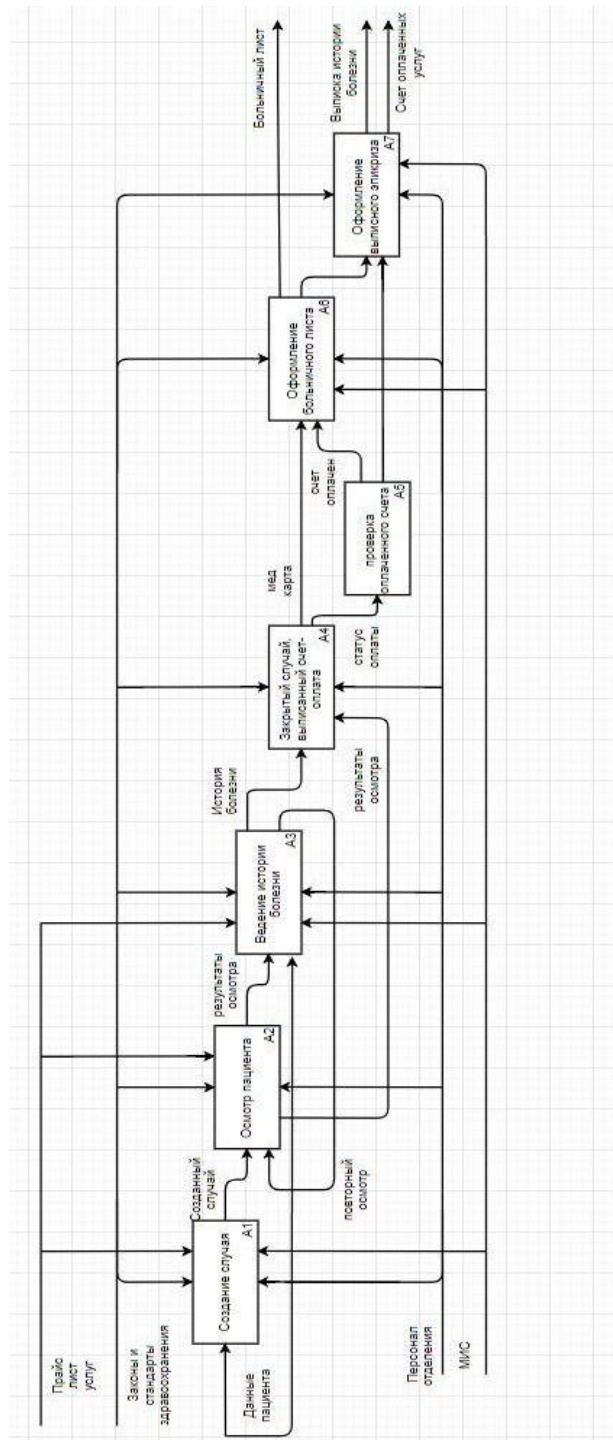 Прайс
лист
услуг
Законы и
стандарты
здравоохранения
Данные
пациента
Создание случая
A1
Созданный
случай
Осмотр пациента
A2
результаты
осмотра
повторный
осмотр
Ведение истории
болезни
A3
История
болезни
результаты
осмотра
Закрытый случай,
выписанный счет-
оплата
A4
мед
карта
статус
оплаты
проверка
оплаченного счета
A5
счет
оплачен
Оформление
больничного листа
A6
Оформление
выписного эпикриза
A7
Больничный лист
Выписка истории
болезни
Счет оплаченных
услуг
Персонал
отделения
МИС